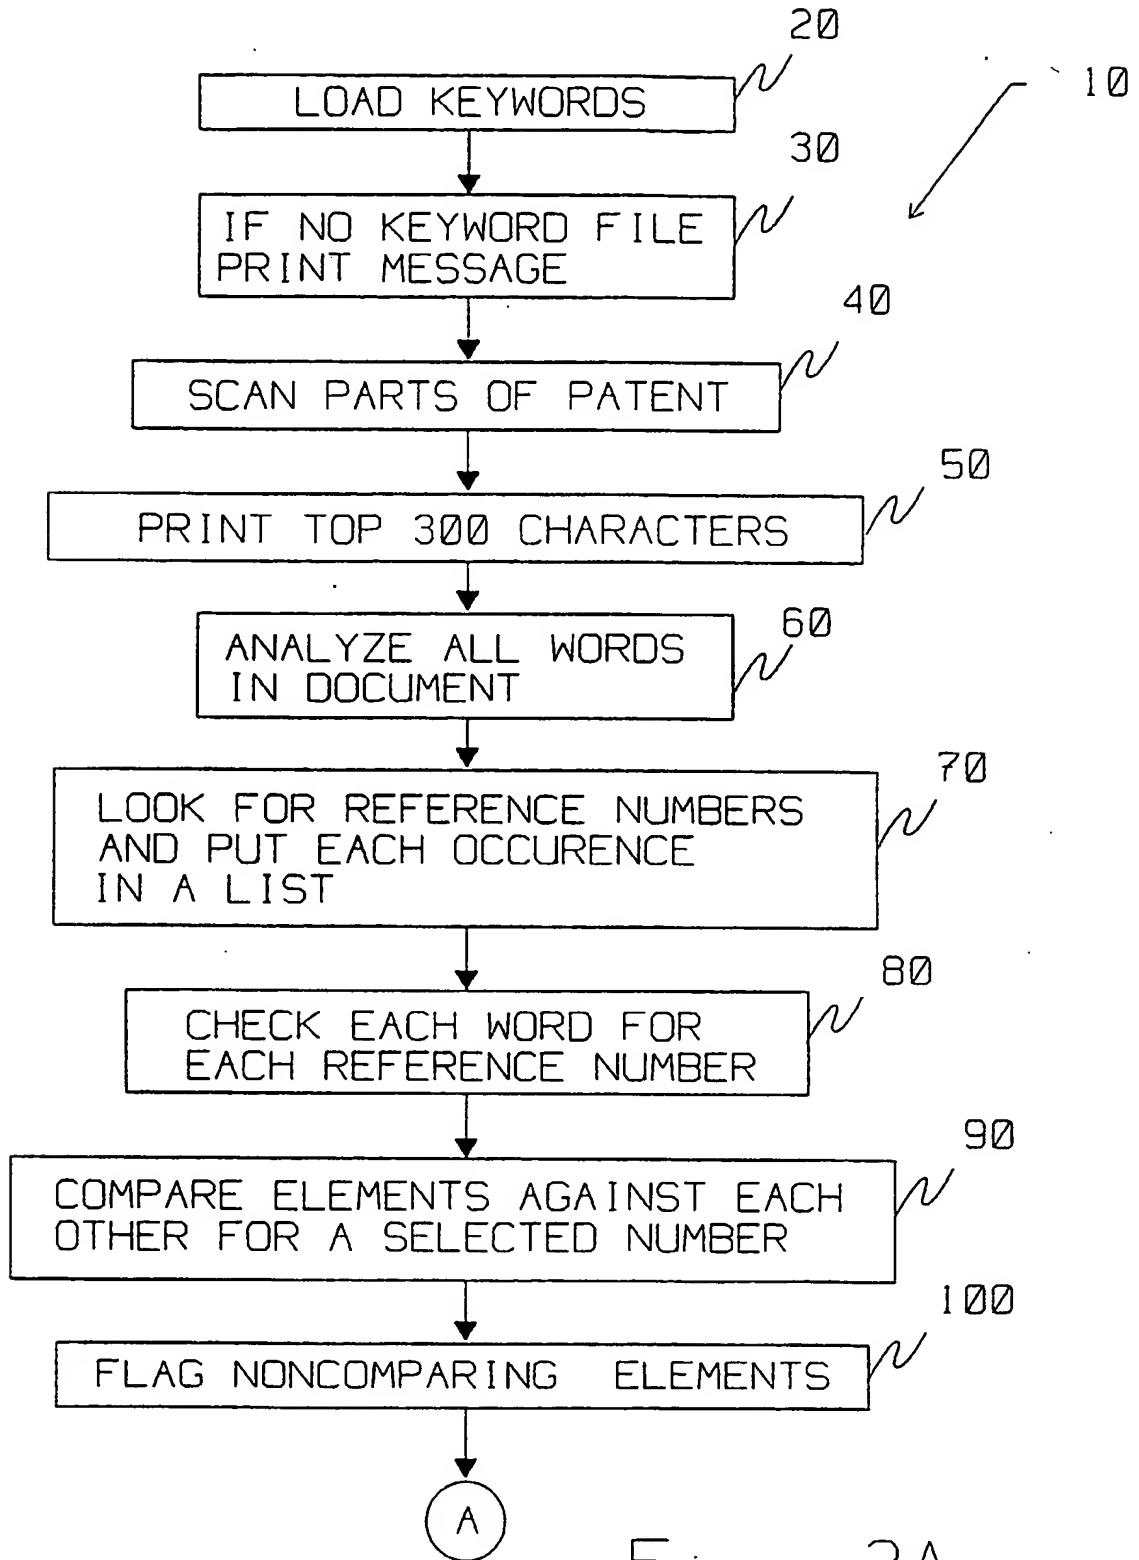 20
10
LOAD KEYWORDS
30
IF NO KEYWORD FILE
PRINT MESSAGE
40
SCAN PARTS OF PATENT
50
PRINT TOP 300 CHARACTERS
60
ANALYZE ALL WORDS
IN DOCUMENT
70
LOOK FOR REFERENCE NUMBERS
AND PUT EACH OCCURENCE
IN A LIST
80
CHECK EACH WORD FOR
EACH REFERENCE NUMBER
90
COMPARE ELEMENTS AGAINST EACH
OTHER FOR A SELECTED NUMBER
100
FLAG NONCOMPARING ELEMENTS
A